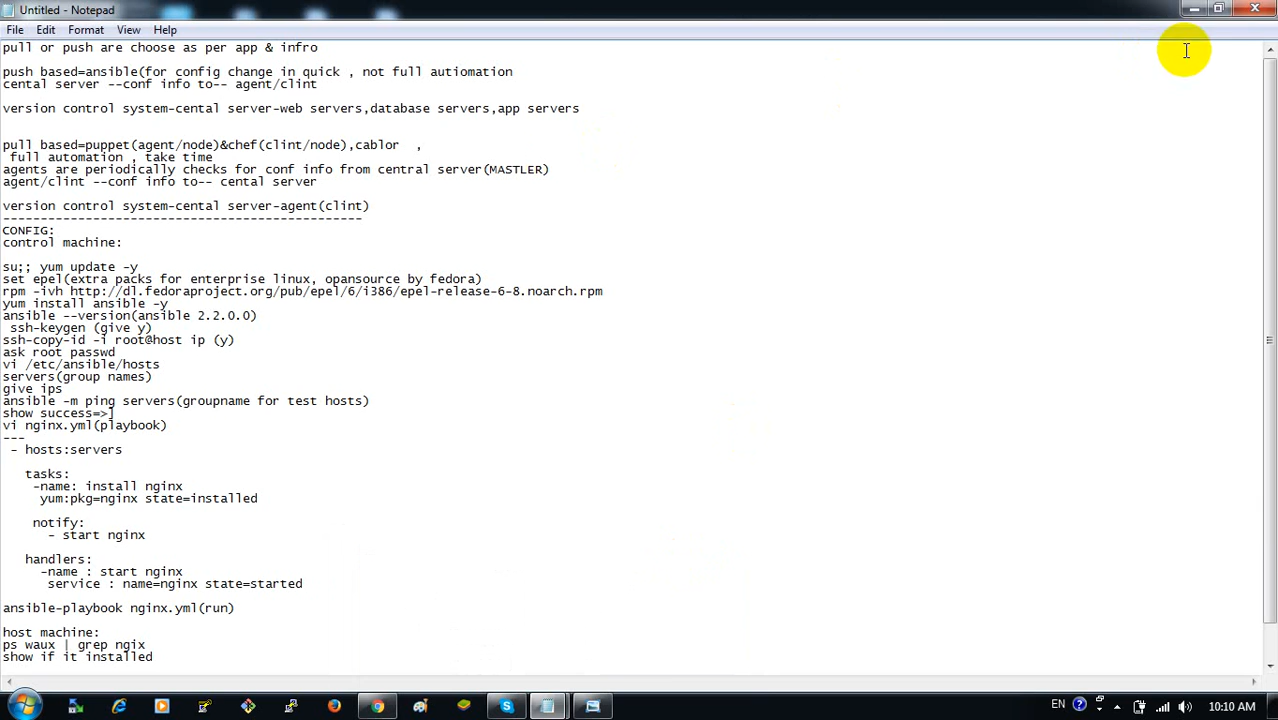 Untitled - Notepad
File Edit Format View Help
pull or push are choose as per app & infro
push based=ansible(for config change in quick , not full autiomation
cental server --conf info to-- agent/clint
version control system-cental server-web servers,database servers,app servers
pull based=puppet(agent/node)&chef(clint/node),cablor ,
full automation , take time
agents are periodically checks for conf info from central server(MASTLER)
agent/clint --conf info to-- cental server
version control system-cental server-agent(clint)
------------------------------------------------
CONFIG:
control machine:
su;; yum update -y
set epel(extra packs for enterprise linux, opansource by fedora)
rpm -ivh http://dl.fedoraproject.org/pub/epel/6/i386/epel-release-6-8.noarch.rpm
yum install ansible -y
ansible --version(ansible 2.2.0.0)
ssh-keygen (give y)
ssh-copy-id -i root@host ip (y)
ask root passwd
vi /etc/ansible/hosts
servers(group names)
give ips
ansible -m ping servers(groupname for test hosts)
show success=>]
vi nginx.yml(playbook)
---
- hosts:servers
tasks:
-name: install nginx
yum:pkg=nginx state=installed
notify:
- start nginx
handlers:
-name : start nginx
service : name=nginx state=started
ansible-playbook nginx.yml(run)
host machine:
ps waux | grep ngix
show if it installed
EN
10:10 AM